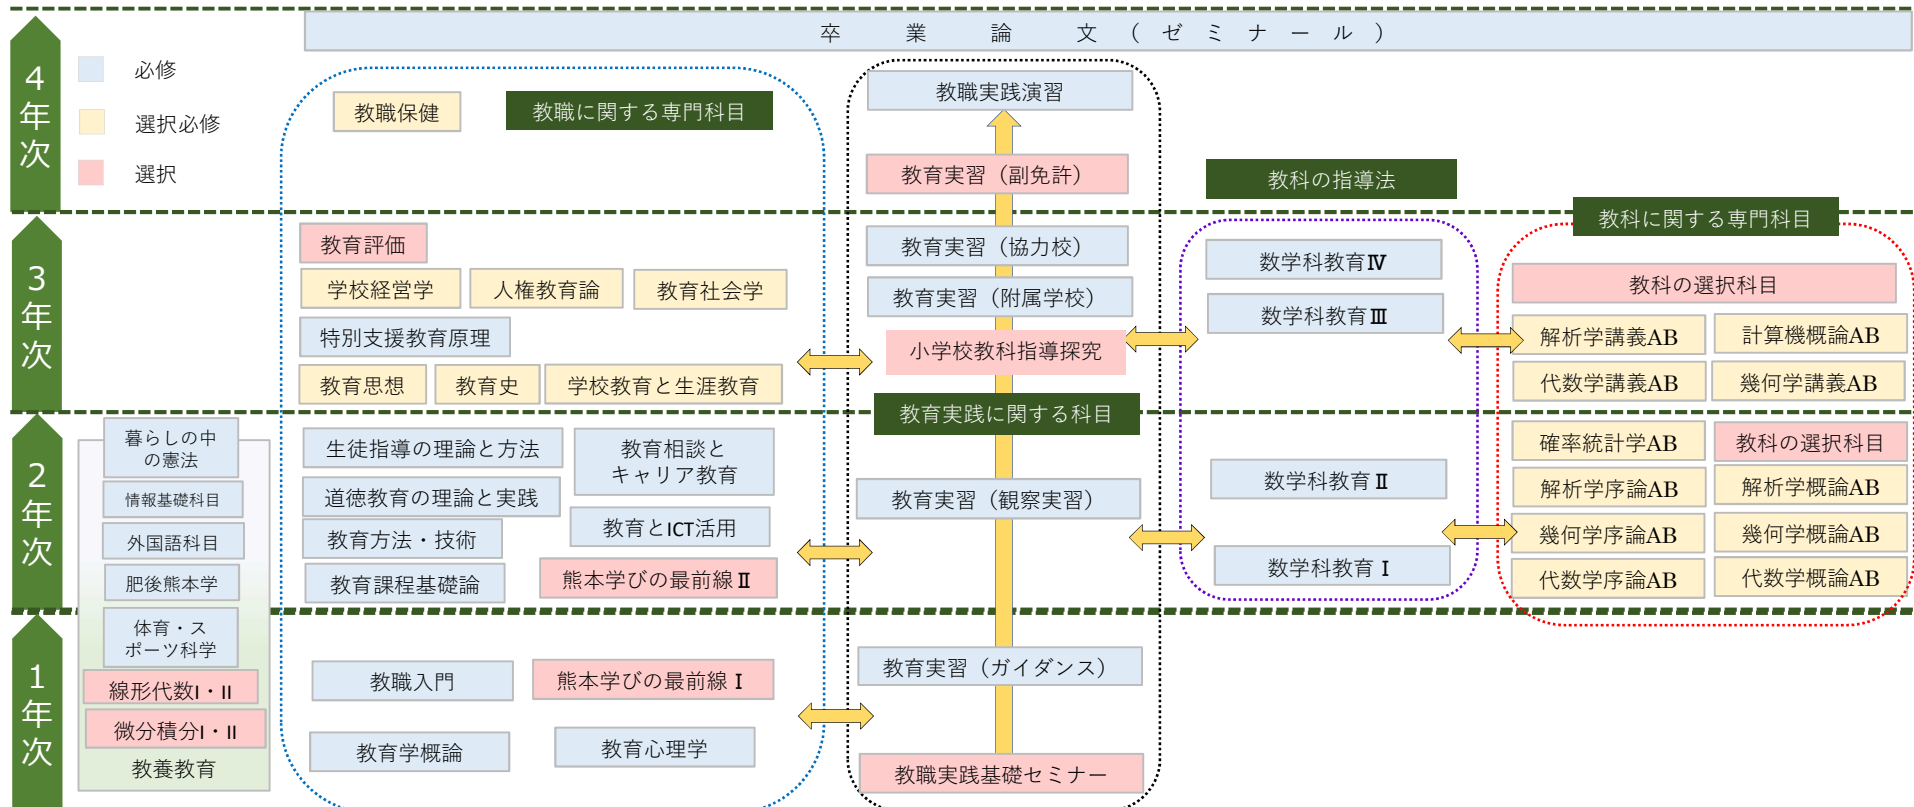 卒業論文(ゼミナール)
4年次
必修
選択必修
選択
教職保健
教職に関する専門科目
教職実践演習
教育実習（副免許）
教科の指導法
3年次
教育評価
学校経営学
人権教育論
教育社会学
特別支援教育原理
教育思想
教育史
学校教育と生涯教育
教育実習（協力校）
教育実習（附属学校）
小学校教科指導探究
教育実践に関する科目
数学科教育Ⅳ
数学科教育Ⅲ
教科に関する専門科目
教科の選択科目
解析学講義AB
計算機概論AB
代数学講義AB
幾何学講義AB
2年次
暮らしの中
の憲法
情報基礎科目
外国語科目
肥後熊本学
体育・ス
ポーツ科学
線形代数I・II
微分積分I・II
教養教育
生徒指導の理論と方法
教育相談と
キャリア教育
道徳教育の理論と実践
教育方法・技術
教育とICT活用
教育課程基礎論
熊本学びの最前線Ⅱ
教育実習（観察実習）
数学科教育Ⅱ
数学科教育Ⅰ
確率統計学AB
教科の選択科目
解析学序論AB
解析学概論AB
幾何学序論AB
幾何学概論AB
代数学序論AB
代数学概論AB
1年次
教職入門
熊本学びの最前線Ⅰ
教育学概論
教育心理学
教育実習（ガイダンス）
教職実践基礎セミナー